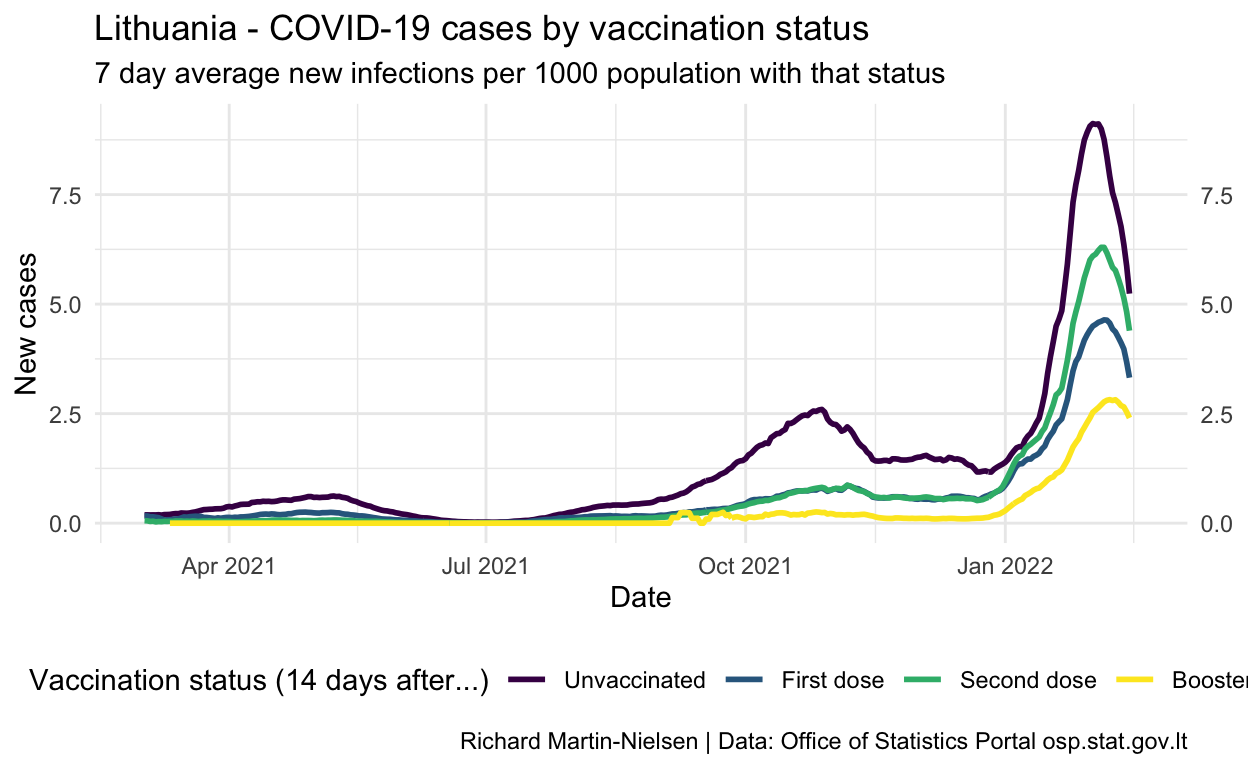 Lithuania - COVID-19 cases by vaccination status
7 day average new infections per 1000 population with that status
New cases
7.5
5.0
2.5
0.0
7.5
5.0
2.5
0.0
Apr 2021 Jul 2021 Oct 2021 Jan 2022
Date
Vaccination status (14 days after...) Unvaccinated First dose Second dose Booster
Richard Martin-Nielsen | Data: Office of Statistics Portal osp.stat.gov.lt